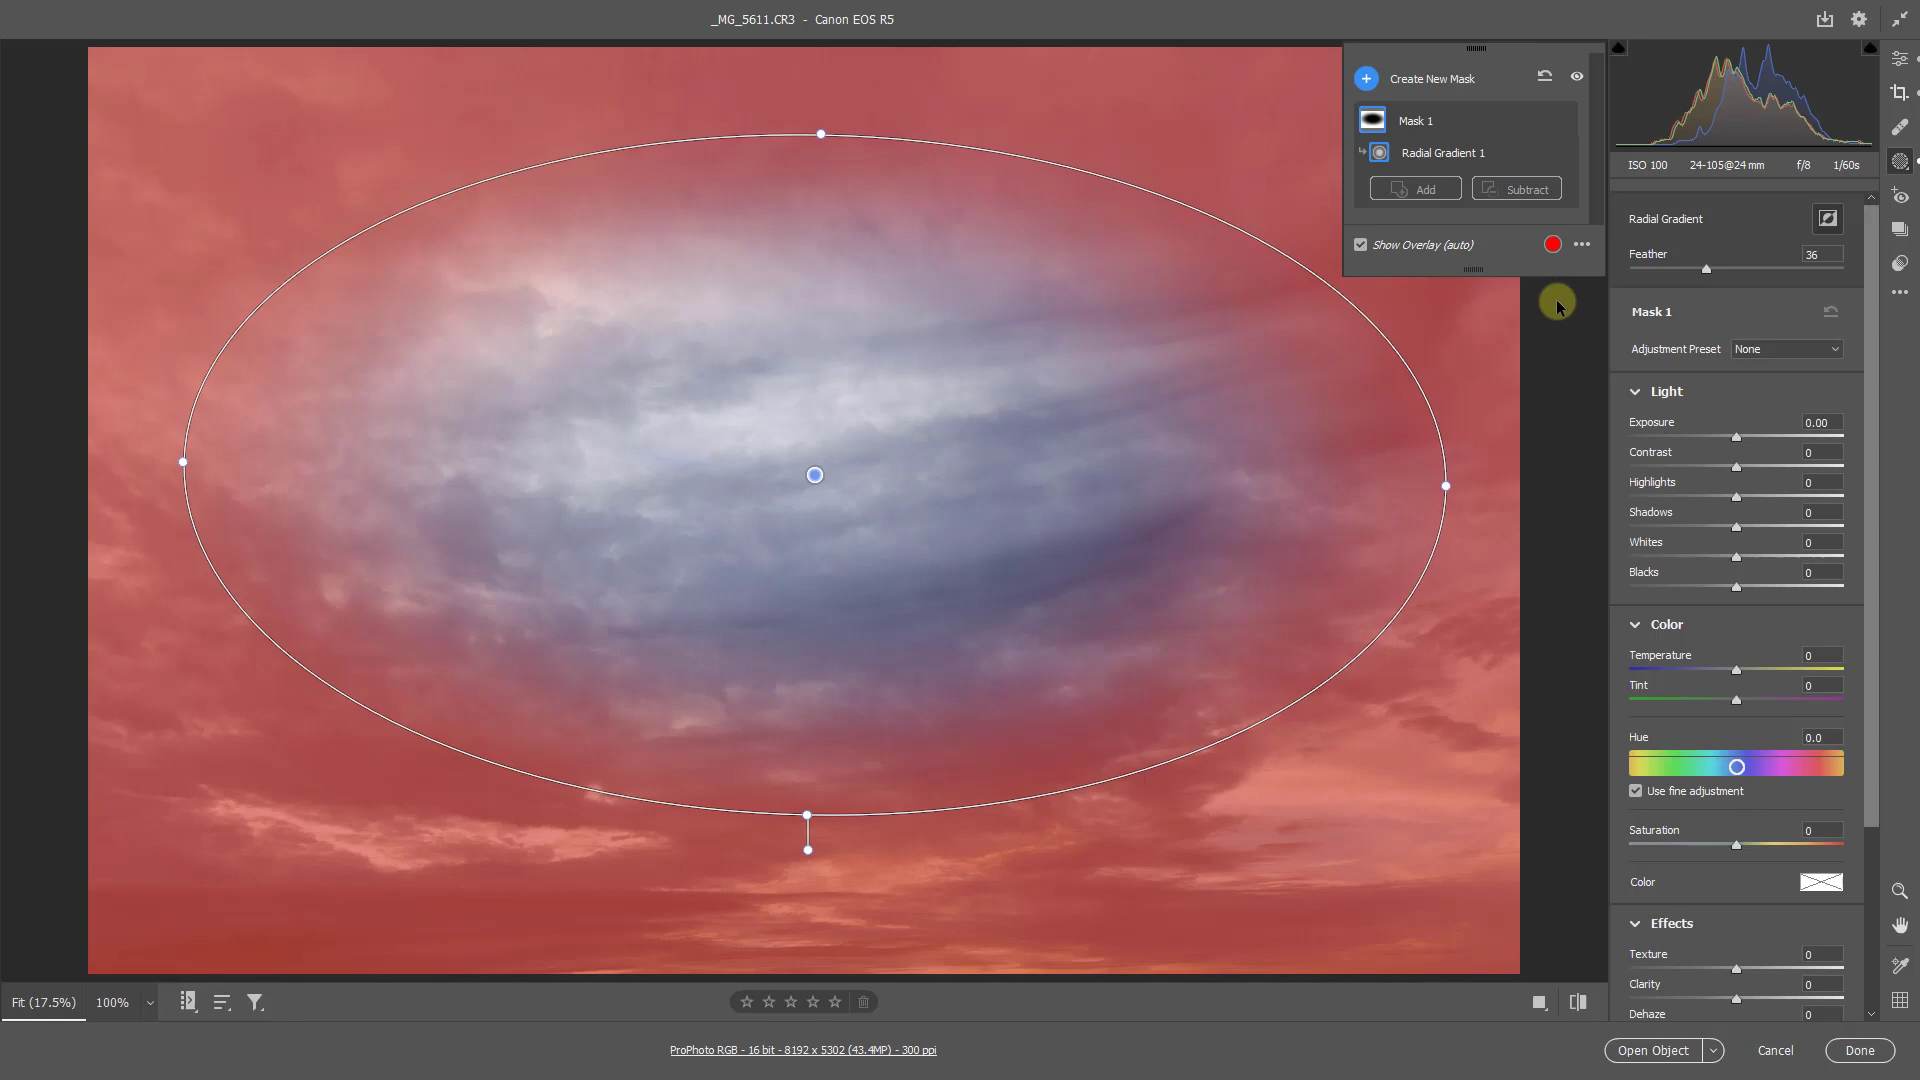 _MG_5611.CR3 - Canon EOS R5
Create New Mask
Mask 1
Radial Gradient 1
Add
Subtract
Show Overlay (auto)
ISO 100 24-105@24 mm f/8 1/60s
Radial Gradient
Feather 36
Mask 1
Adjustment Preset None
Light
Exposure 0.00
Contrast 0
Highlights 0
Shadows 0
Whites 0
Blacks 0
Color
Temperature 0
Tint 0
Hue 0.0
Use fine adjustment
Saturation 0
Color
Effects
Texture 0
Clarity 0
Dehaze 0
Fit (17.5%) 100%
ProPhoto RGB - 16 bit - 8192 x 5302 (43.4MP) - 300 ppi
Open Object
Cancel
Done